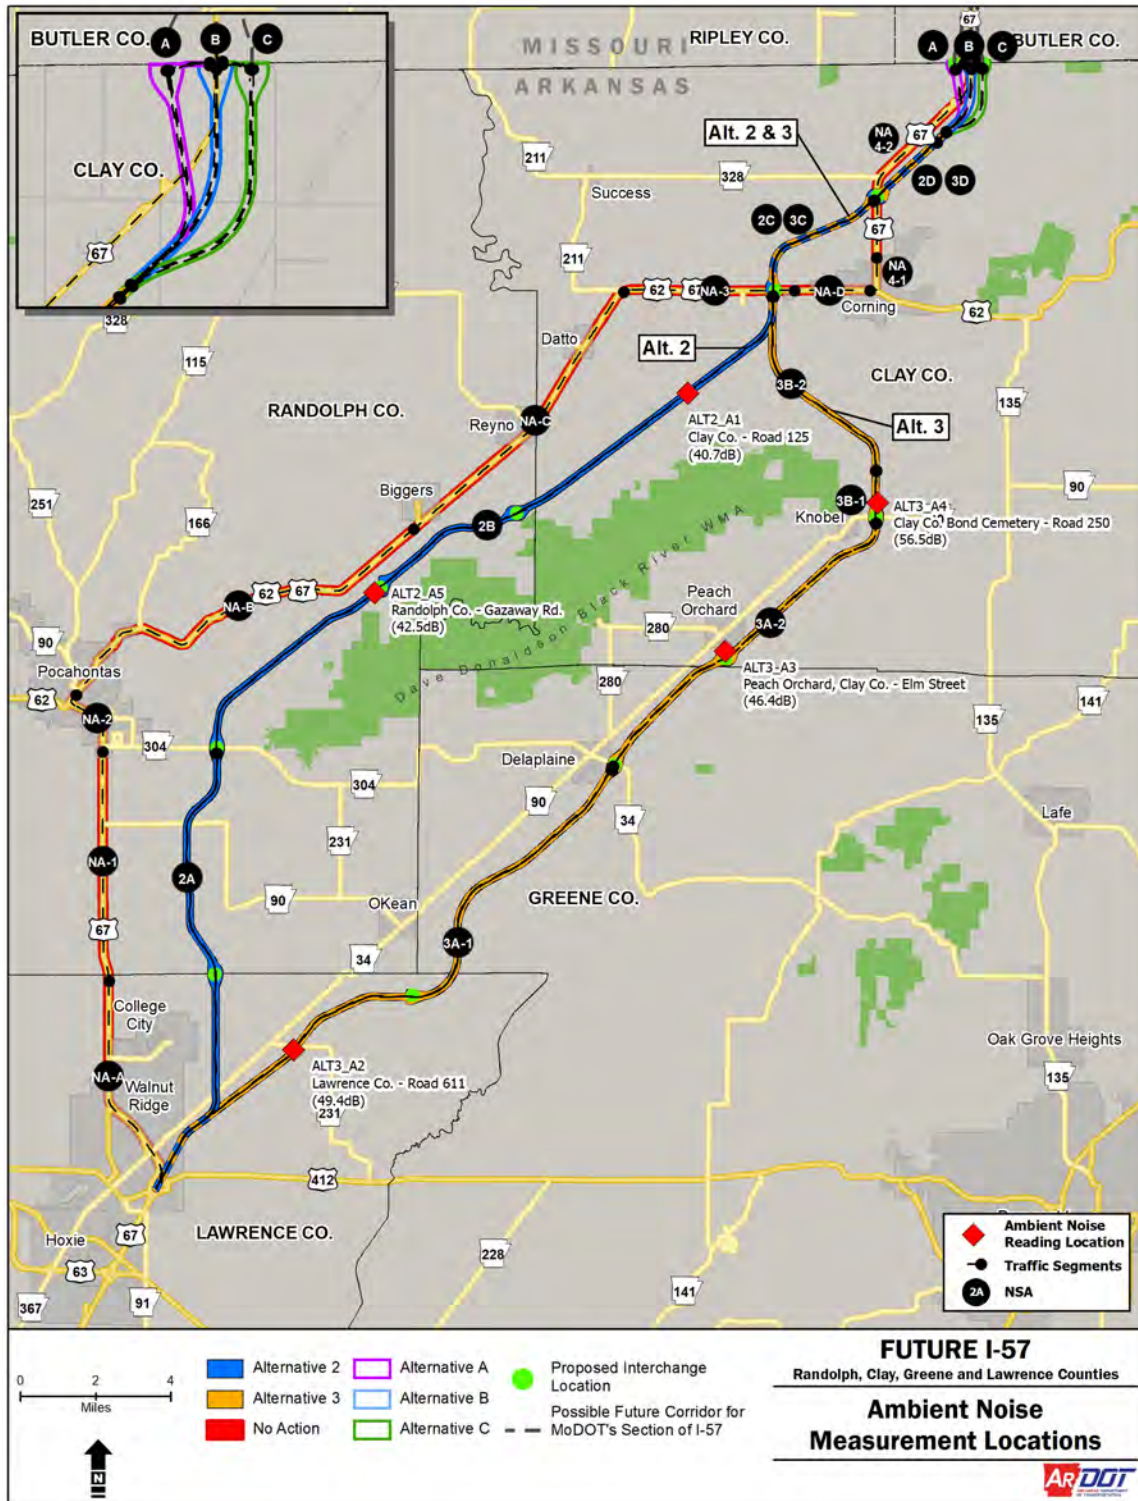 BUTLER CO.
A
B
C
CLAY CO.
67
328
MISSOURI
ARKANSAS
RIPLEY CO.
67
A
B
C
BUTLER CO.
Alt. 2 & 3
NA 4-2
67
211
Success
328
2D
3D
2C
3C
67
211
NA 4-1
62
67
NA-3
NA-D
Corning
62
Datto
Alt. 2
115
RANDOLPH CO.
3B-2
CLAY CO.
135
Reyno
NA-C
ALT2_A1
Clay Co. - Road 125
(40.7dB)
Alt. 3
Biggers
251
166
2B
3B-1
Knobel
ALT3_A4
Clay Co. Bond Cemetery - Road 250
(56.5dB)
90
Dave Donaldson Black River WMA
62
67
NA-B
ALT2_A5
Randolph Co. - Gazaway Rd.
(42.5dB)
Peach
Orchard
280
3A-2
90
Pocahontas
62
NA-2
304
280
ALT3_A3
Peach Orchard, Clay Co. - Elm Street
(46.4dB)
141
135
Delaplaine
304
90
34
231
Lafe
NA-1
2A
90
OKean
GREENE CO.
67
34
3A-1
College
City
Oak Grove Heights
NA-A
Walnut
Ridge
ALT3_A2
Lawrence Co. - Road 611
(49.4dB)
231
135
412
67
Hoxie
LAWRENCE CO.
63
228
367
91
141
Ambient Noise
Reading Location
Traffic Segments
2A
NSA
0
2
4
Miles
N
Alternative 2
Alternative 3
No Action
Alternative A
Alternative B
Alternative C
Proposed Interchange
Location
Possible Future Corridor for
MoDOT's Section of I-57
FUTURE I-57
Randolph, Clay, Greene and Lawrence Counties
Ambient Noise
Measurement Locations
ARDOT